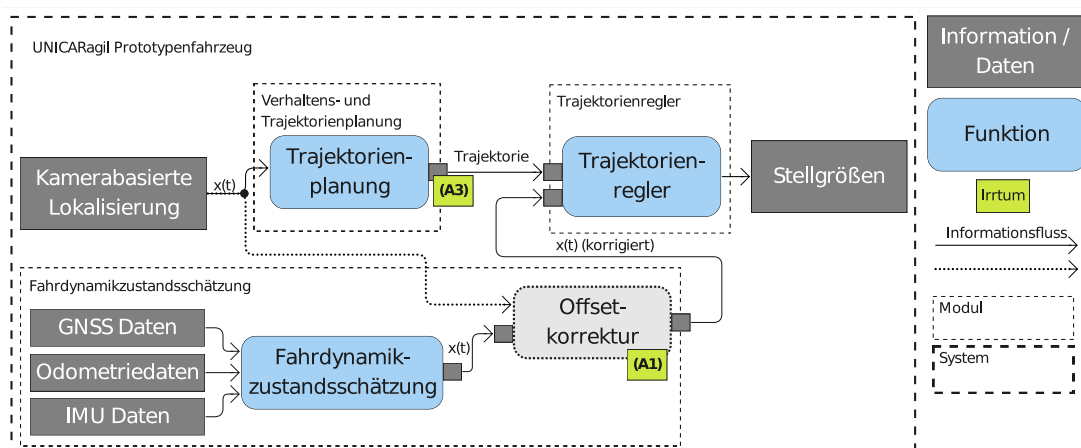 UNICARagil Prototypenfahrzeug
Verhaltens- und
Trajektorienplanung
Trajektorien-
planung
(A3)
Trajektorie
Trajektorienregler
Trajektorien-
regler
Stellgrößen
Kamerabasierte
Lokalisierung
x(t)
x(t) (korrigiert)
Fahrdynamikzustandsschätzung
GNSS Daten
Odometriedaten
IMU Daten
Fahrdynamik-
zustandsschätzung
x(t)
Offset-
korrektur
(A1)
Information /
Daten
Funktion
Irrtum
Informationsfluss
Modul
System